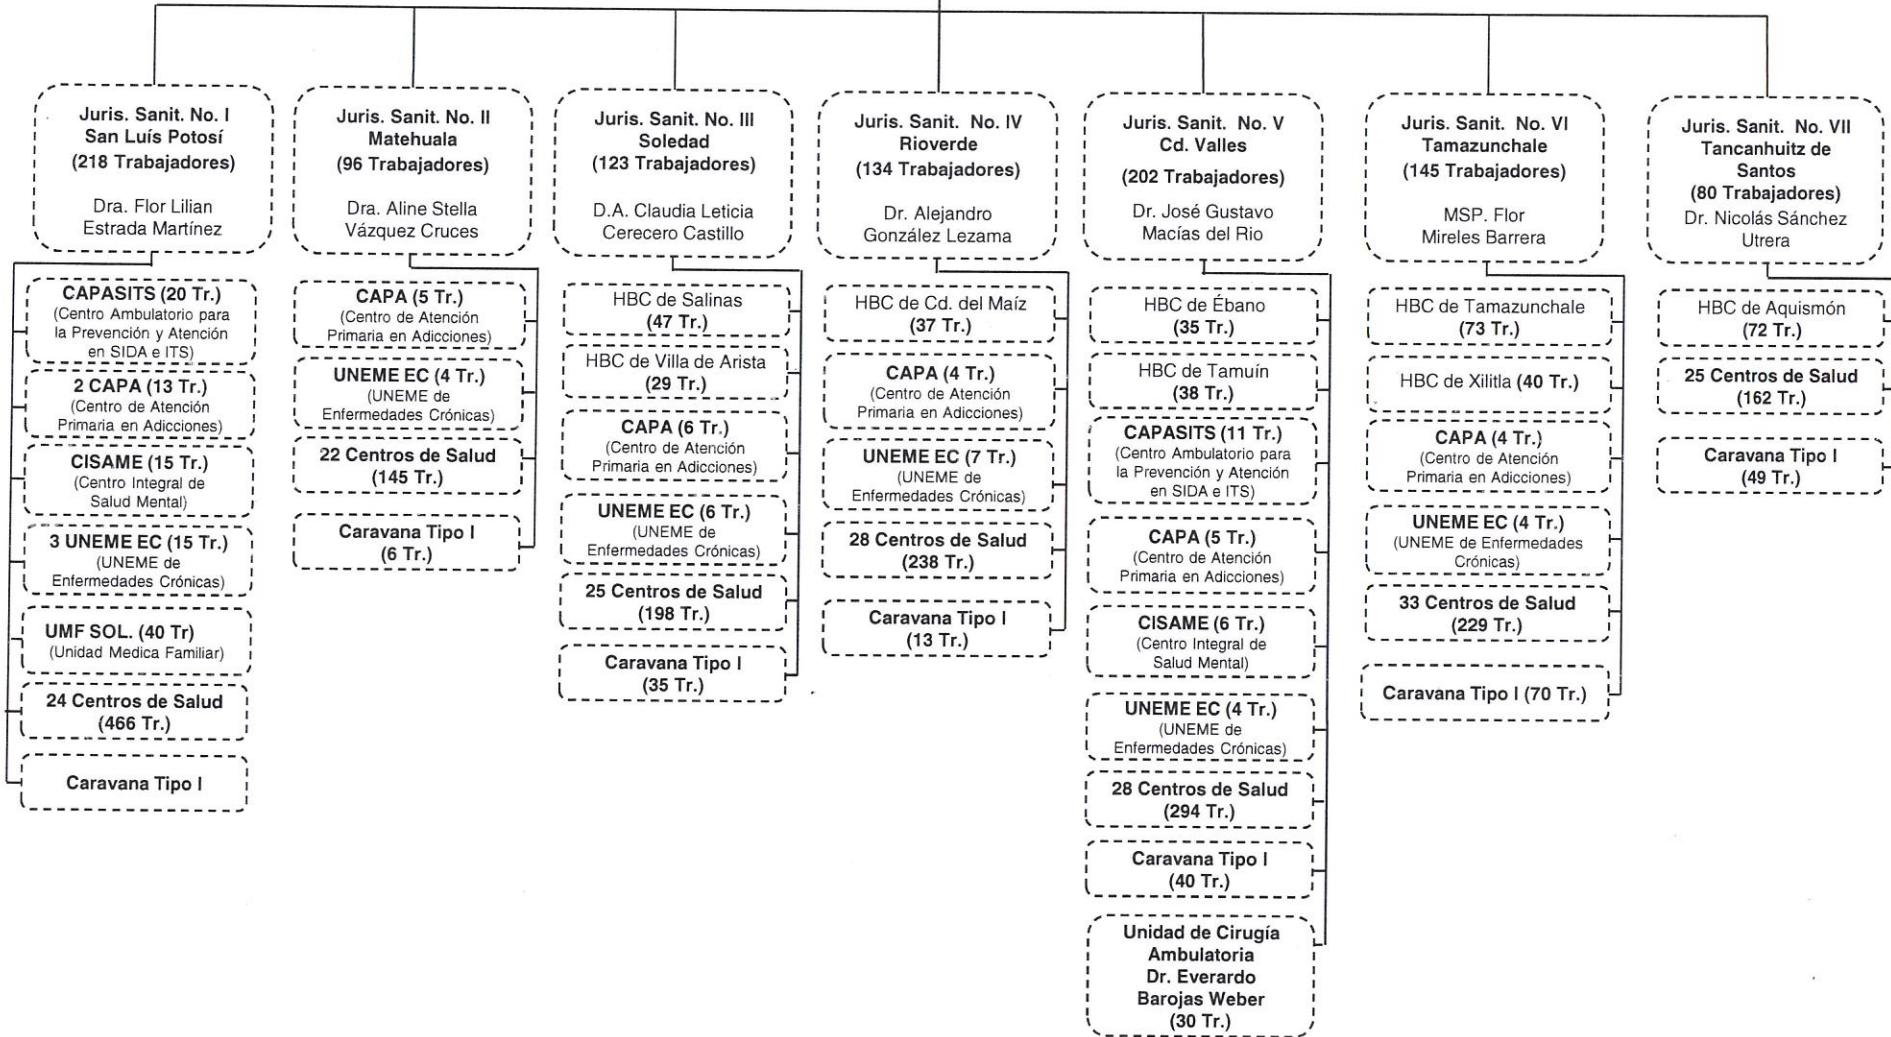 Juris. Sanit. No. I
San Luís Potosí
(218 Trabajadores)
Dra. Flor Lilian
Estrada Martínez
CAPASITS (20 Tr.)
(Centro Ambulatorio para
la Prevención y Atención
en SIDA e ITS)
2 CAPA (13 Tr.)
(Centro de Atención
Primaria en Adicciones)
CISAME (15 Tr.)
(Centro Integral de
Salud Mental)
3 UNEME EC (15 Tr.)
(UNEME de
Enfermedades Crónicas)
UMF SOL. (40 Tr)
(Unidad Medica Familiar)
24 Centros de Salud
(466 Tr.)
Caravana Tipo I
Juris. Sanit. No. II
Matehuala
(96 Trabajadores)
Dra. Aline Stella
Vázquez Cruces
CAPA (5 Tr.)
(Centro de Atención
Primaria en Adicciones)
UNEME EC (4 Tr.)
(UNEME de
Enfermedades Crónicas)
22 Centros de Salud
(145 Tr.)
Caravana Tipo I
(6 Tr.)
Juris. Sanit. No. III
Soledad
(123 Trabajadores)
D.A. Claudia Leticia
Cerecero Castillo
HBC de Salinas
(47 Tr.)
HBC de Villa de Arista
(29 Tr.)
CAPA (6 Tr.)
(Centro de Atención
Primaria en Adicciones)
UNEME EC (6 Tr.)
(UNEME de
Enfermedades Crónicas)
25 Centros de Salud
(198 Tr.)
Caravana Tipo I
(35 Tr.)
Juris. Sanit. No. IV
Rioverde
(134 Trabajadores)
Dr. Alejandro
González Lezama
HBC de Cd. del Maíz
(37 Tr.)
CAPA (4 Tr.)
(Centro de Atención
Primaria en Adicciones)
UNEME EC (7 Tr.)
(UNEME de
Enfermedades Crónicas)
28 Centros de Salud
(238 Tr.)
Caravana Tipo I
(13 Tr.)
Juris. Sanit. No. V
Cd. Valles
(202 Trabajadores)
Dr. José Gustavo
Macías del Rio
HBC de Ébano
(35 Tr.)
HBC de Tamuín
(38 Tr.)
CAPASITS (11 Tr.)
(Centro Ambulatorio para
la Prevención y Atención
en SIDA e ITS)
CAPA (5 Tr.)
(Centro de Atención
Primaria en Adicciones)
CISAME (6 Tr.)
(Centro Integral de
Salud Mental)
UNEME EC (4 Tr.)
(UNEME de
Enfermedades Crónicas)
28 Centros de Salud
(294 Tr.)
Caravana Tipo I
(40 Tr.)
Unidad de Cirugía
Ambulatoria
Dr. Everardo
Barojas Weber
(30 Tr.)
Juris. Sanit. No. VI
Tamazunchale
(145 Trabajadores)
MSP. Flor
Mireles Barrera
HBC de Tamazunchale
(73 Tr.)
HBC de Xilitla (40 Tr.)
CAPA (4 Tr.)
(Centro de Atención
Primaria en Adicciones)
UNEME EC (4 Tr.)
(UNEME de Enfermedades
Crónicas)
33 Centros de Salud
(229 Tr.)
Caravana Tipo I (70 Tr.)
Juris. Sanit. No. VII
Tancanhuitz de
Santos
(80 Trabajadores)
Dr. Nicolás Sánchez
Utrera
HBC de Aquismón
(72 Tr.)
25 Centros de Salud
(162 Tr.)
Caravana Tipo I
(49 Tr.)